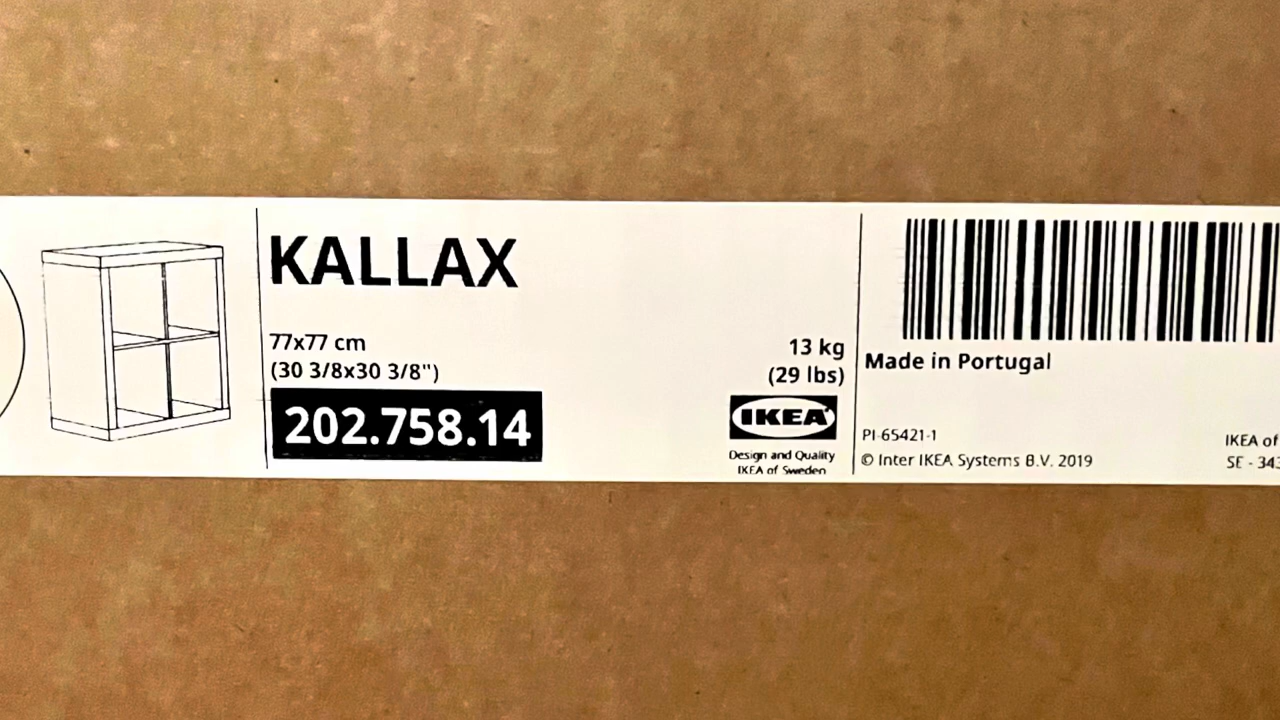 KALLAX
77x77 cm
(30 3/8x30 3/8")
202.758.14
13 kg
(29 lbs)
IKEA
Design and Quality
IKEA of Sweden
Made in Portugal
PI-65421-1
© Inter IKEA Systems B.V. 2019
IKEA of
SE - 343